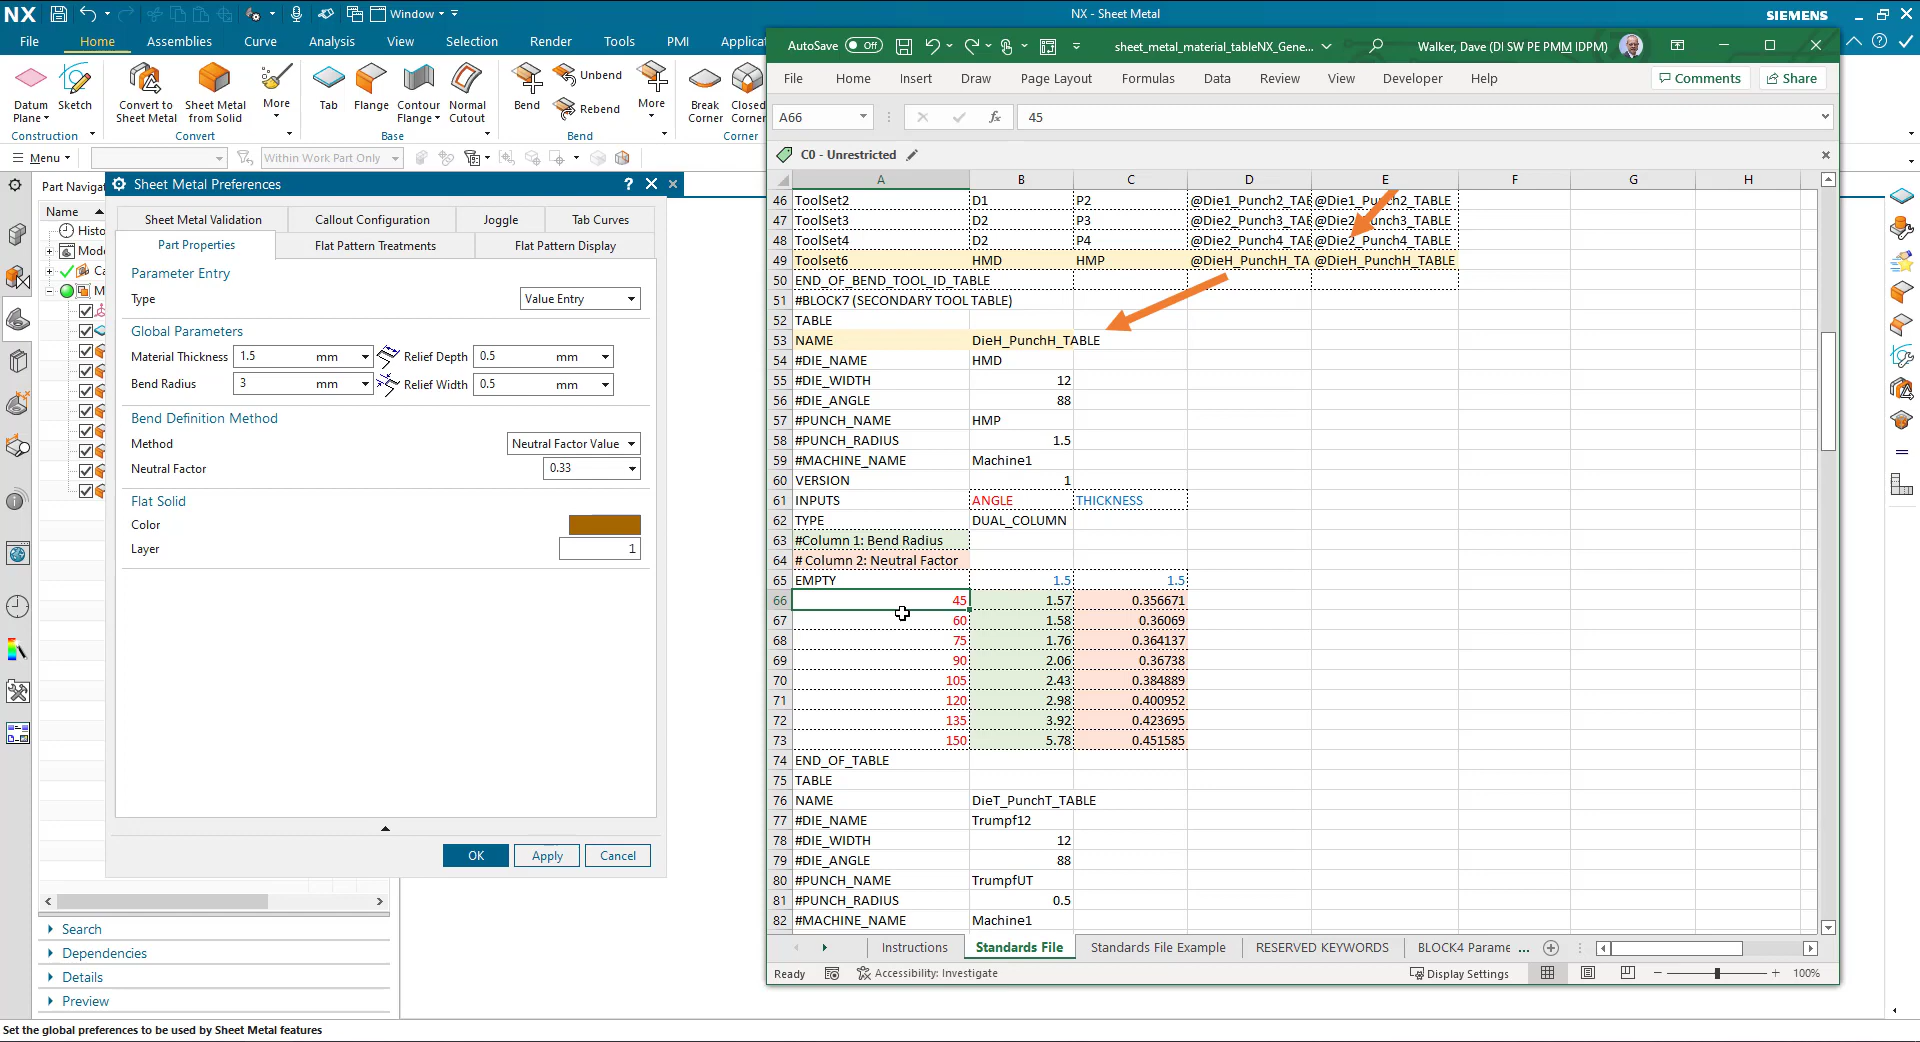 NX
Window
NX - Sheet Metal
SIEMENS
File
Home
Assemblies
Curve
Analysis
View
Selection
Render
Tools
PMI
Applicat
Datum Plane
Sketch
Convert to Sheet Metal
Sheet Metal from Solid
More
Tab
Flange
Contour Flange
Normal Cutout
Bend
Unbend
Rebend
More
Break Corner
Closed Corner
Construction
Convert
Base
Bend
Corner
Menu
Within Work Part Only
Part Navigat
Name
Histo
Mode
Ca
M
Sheet Metal Preferences
Sheet Metal Validation
Callout Configuration
Joggle
Tab Curves
Part Properties
Flat Pattern Treatments
Flat Pattern Display
Parameter Entry
Type
Value Entry
Global Parameters
Material Thickness 1.5 mm
Relief Depth 0.5 mm
Bend Radius 3 mm
Relief Width 0.5 mm
Bend Definition Method
Method
Neutral Factor Value
Neutral Factor
0.33
Flat Solid
Color
Layer
1
OK
Apply
Cancel
Search
Dependencies
Details
Preview
Set the global preferences to be used by Sheet Metal features
AutoSave Off
sheet_metal_material_tableNX_Gene...
Walker, Dave (DI SW PE PMM IDPM)
File
Home
Insert
Draw
Page Layout
Formulas
Data
Review
View
Developer
Help
Comments
Share
A66
fx
45
C0 - Unrestricted
A B C D E F G H
46 ToolSet2 D1 P2 @Die1_Punch2_TAE @Die1_Punch2_TABLE
47 ToolSet3 D2 P3 @Die2_Punch3_TAE @Die2_Punch3_TABLE
48 ToolSet4 D2 P4 @Die2_Punch4_TAE @Die2_Punch4_TABLE
49 Toolset6 HMD HMP @DieH_PunchH_TA @DieH_PunchH_TABLE
50 END_OF_BEND_TOOL_ID_TABLE
51 #BLOCK7 (SECONDARY TOOL TABLE)
52 TABLE
53 NAME DieH_PunchH_TABLE
54 #DIE_NAME HMD
55 #DIE_WIDTH 12
56 #DIE_ANGLE 88
57 #PUNCH_NAME HMP
58 #PUNCH_RADIUS 1.5
59 #MACHINE_NAME Machine1
60 VERSION 1
61 INPUTS ANGLE THICKNESS
62 TYPE DUAL_COLUMN
63 #Column 1: Bend Radius
64 # Column 2: Neutral Factor
65 EMPTY 1.5 1.5
66 45 1.57 0.356671
67 60 1.58 0.36069
68 75 1.76 0.364137
69 90 2.06 0.36738
70 105 2.43 0.384889
71 120 2.98 0.400952
72 135 3.92 0.423695
73 150 5.78 0.451585
74 END_OF_TABLE
75 TABLE
76 NAME DieT_PunchT_TABLE
77 #DIE_NAME Trumpf12
78 #DIE_WIDTH 12
79 #DIE_ANGLE 88
80 #PUNCH_NAME TrumpfUT
81 #PUNCH_RADIUS 0.5
82 #MACHINE_NAME Machine1
Instructions
Standards File
Standards File Example
RESERVED KEYWORDS
BLOCK4 Parame ...
Ready
Accessibility: Investigate
Display Settings
100%